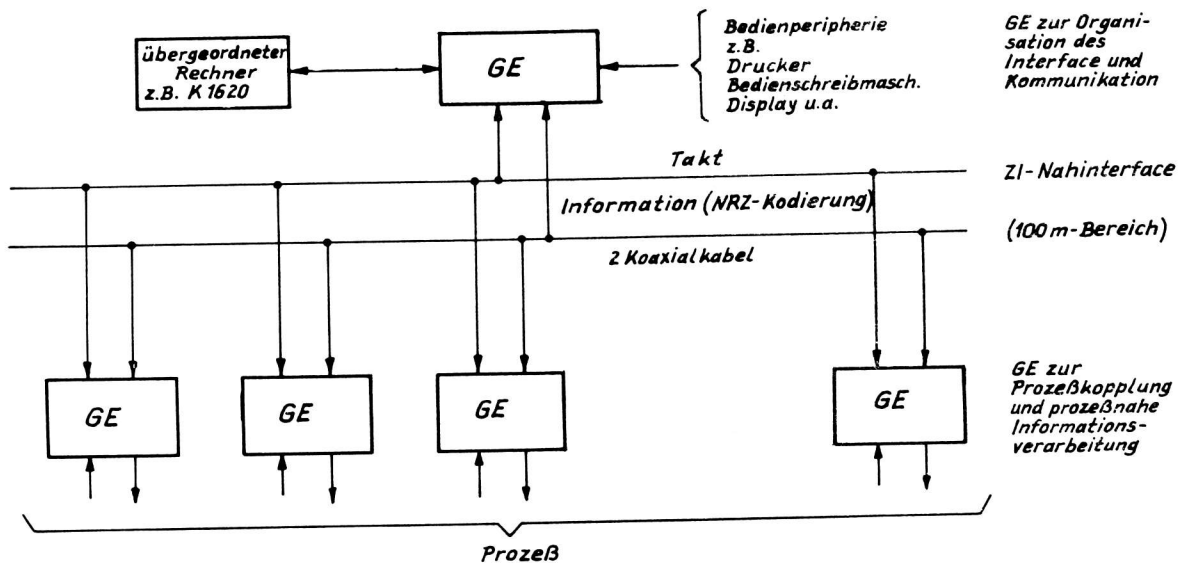 übergeordneter
Rechner
z.B. K 1620
GE
Bedienperipherie
z.B.
Drucker
Bedienschreibmasch.
Display u.a.
GE zur Organi-
sation des
Interface und
Kommunikation
Takt
ZI-Nahinterface
Information (NRZ-Kodierung)
(100m-Bereich)
2 Koaxialkabel
GE
GE
GE
GE
GE zur
Prozeßkopplung
und prozeßnahe
Informations-
verarbeitung
Prozeß